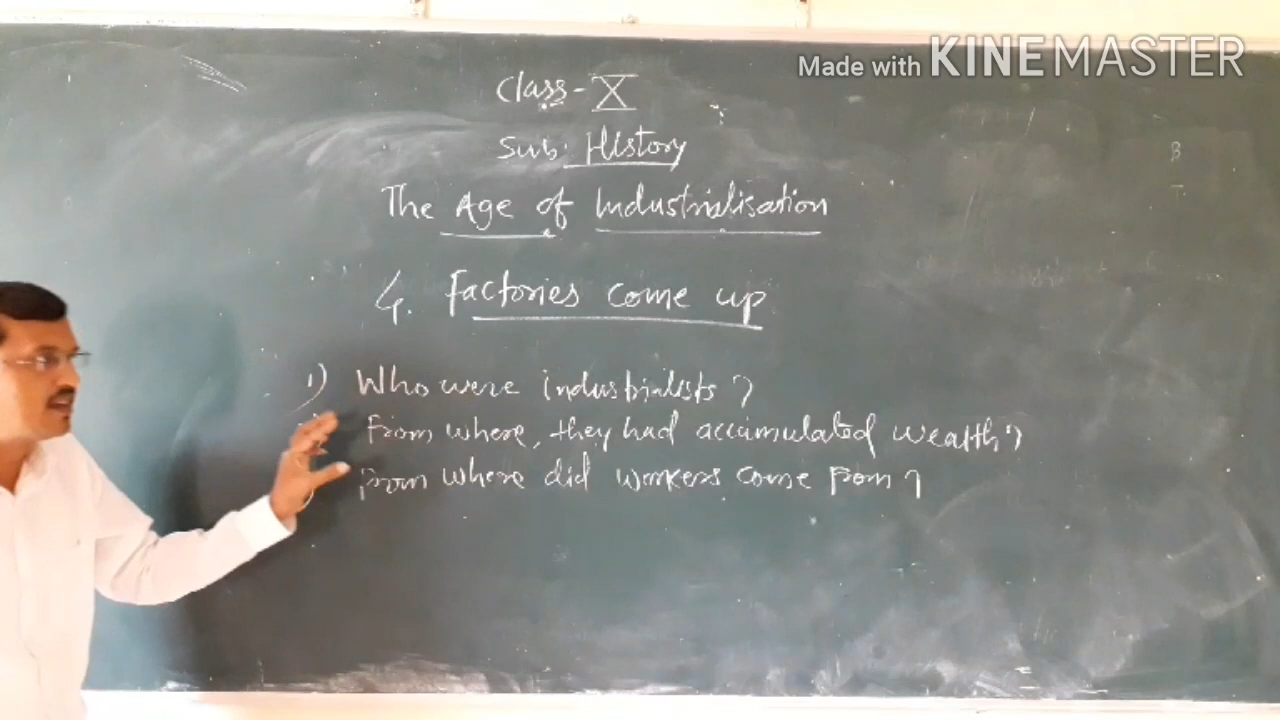 Made with KINEMASTER
Class - X
Sub: History
The Age of Industrialisation
4. Factories come up
1) Who were industrialists?
From where, they had accumulated wealth?
From where did workers come from?